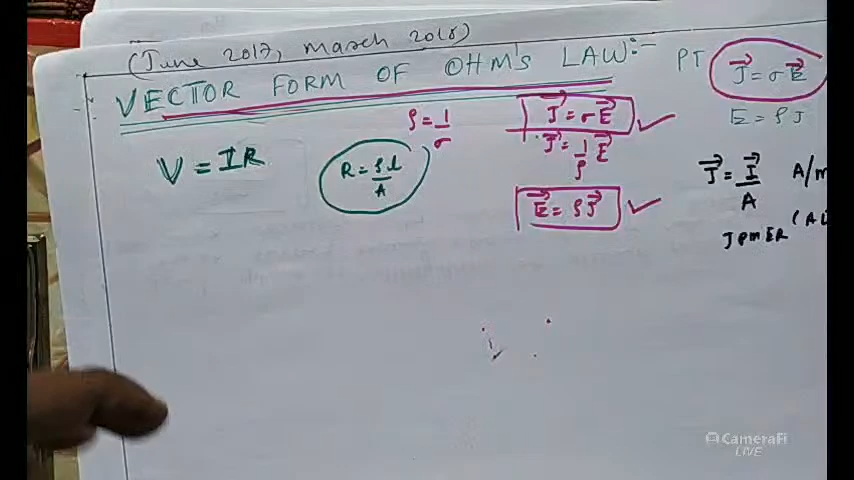 (June 2017, march 2018)
VECTOR FORM OF OHM'S LAW:-
PT J⃗ = σE⃗
E = ρJ
ρ = 1/σ
J⃗ = σE⃗
J⃗ = 1/ρ E⃗
E⃗ = ρJ⃗
V = IR
R = ρl/A
J⃗ = I⃗/A A/m
JPMER
CameraFi
LIVE